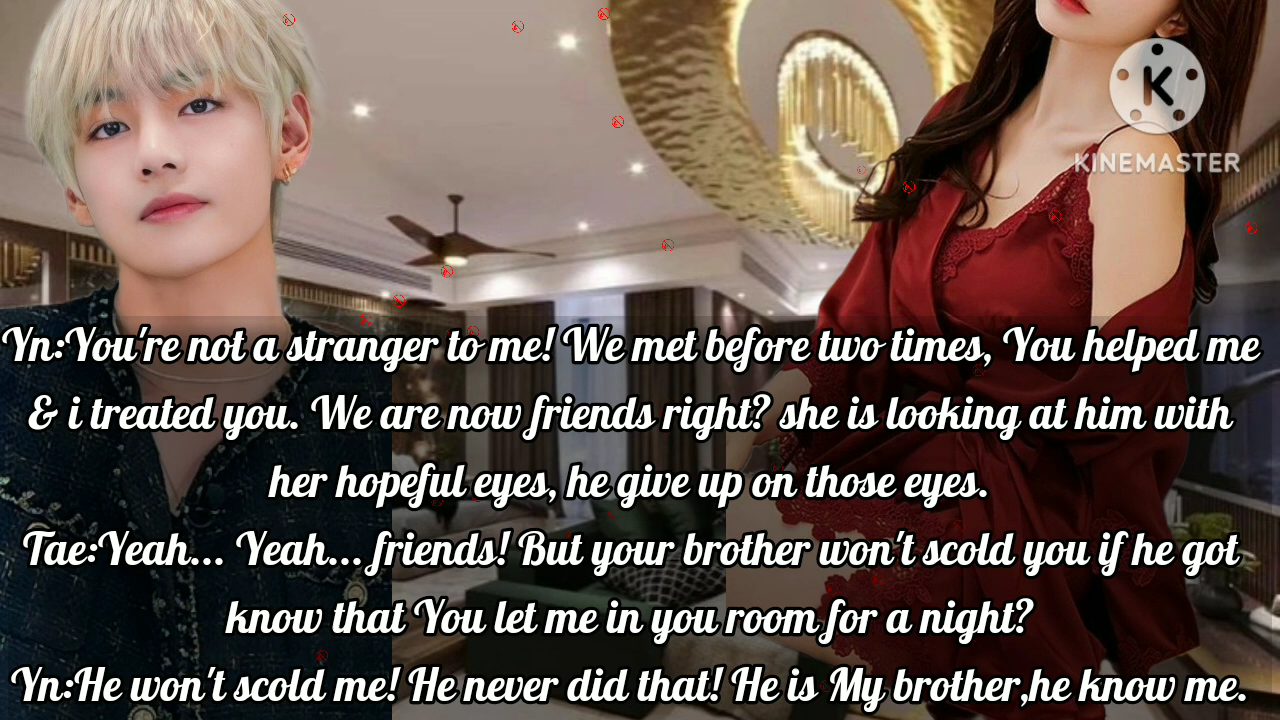 K
KINEMASTER
Yn:You're not a stranger to me! We met before two times, You helped me
& i treated you. We are now friends right? she is looking at him with
her hopeful eyes, he give up on those eyes.
Tae:Yeah... Yeah... friends! But your brother won't scold you if he got
know that You let me in you room for a night?
Yn:He won't scold me! He never did that! He is My brother,he know me.